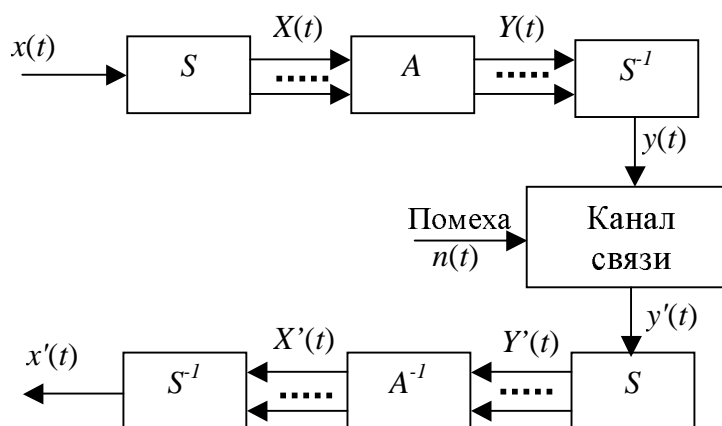 x(t)
S
X(t)
A
Y(t)
S⁻¹
y(t)
Помеха
n(t)
Канал
связи
y'(t)
x'(t)
S⁻¹
X'(t)
A⁻¹
Y'(t)
S